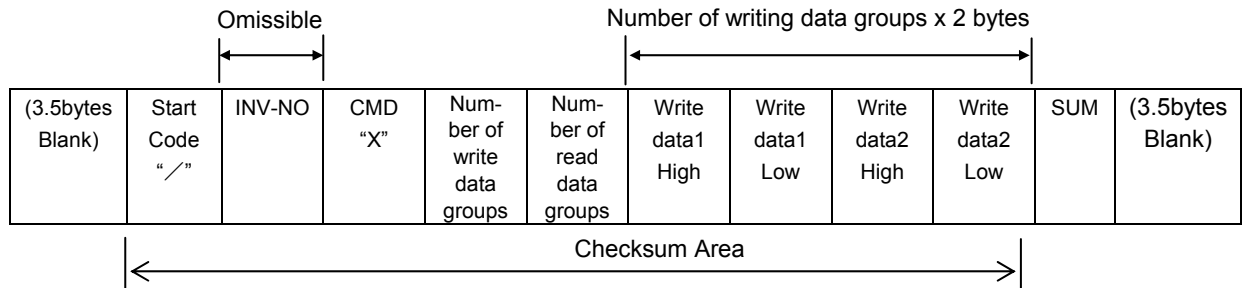 Omissible
Number of writing data groups x 2 bytes
(3.5bytes Blank)
Start Code “／”
INV-NO
CMD “X”
Num-
ber of
write
data
groups
Num-
ber of
read
data
groups
Write
data1
High
Write
data1
Low
Write
data2
High
Write
data2
Low
SUM
(3.5bytes
Blank)
Checksum Area